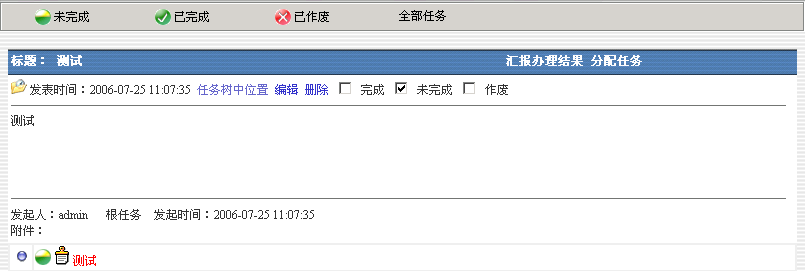 未完成 已完成 已作废 全部任务
标题： 测试 汇报办理结果 分配任务
发表时间：2006-07-25 11:07:35 任务树中位置 编辑 删除 完成 未完成 作废
测试
发起人：admin 根任务 发起时间：2006-07-25 11:07:35
附件：
测试